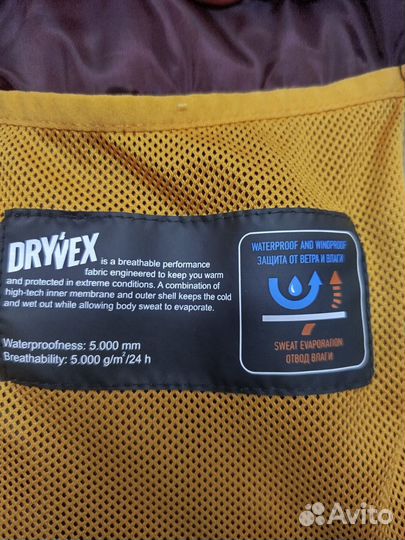 DRYVEX is a breathable performance
fabric engineered to keep you warm
and protected in extreme conditions. A combination of
high-tech inner membrane and outer shell keeps the cold
and wet out while allowing body sweat to evaporate.
Waterproofness: 5.000 mm
Breathability: 5.000 g/m²/24 h
WATERPROOF AND WINDPROOF
ЗАЩИТА ОТ ВЕТРА И ВЛАГИ
SWEAT EVAPORATION
ОТВОД ВЛАГИ
Avito